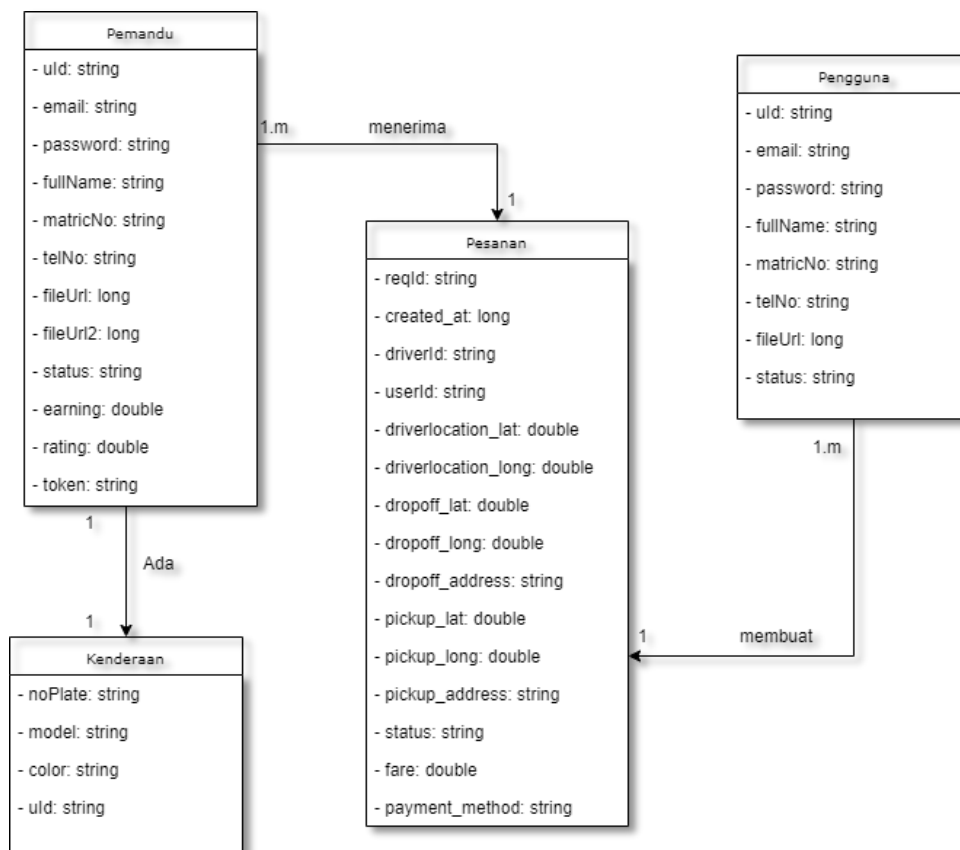 Pemandu
- uId: string
- email: string
- password: string
- fullName: string
- matricNo: string
- telNo: string
- fileUrl: long
- fileUrl2: long
- status: string
- earning: double
- rating: double
- token: string
1.m
menerima
1
Pengguna
- uId: string
- email: string
- password: string
- fullName: string
- matricNo: string
- telNo: string
- fileUrl: long
- status: string
1.m
membuat
1
Pesanan
- reqId: string
- created_at: long
- driverId: string
- userId: string
- driverlocation_lat: double
- driverlocation_long: double
- dropoff_lat: double
- dropoff_long: double
- dropoff_address: string
- pickup_lat: double
- pickup_long: double
- pickup_address: string
- status: string
- fare: double
- payment_method: string
1
Ada
1
Kenderaan
- noPlate: string
- model: string
- color: string
- uId: string